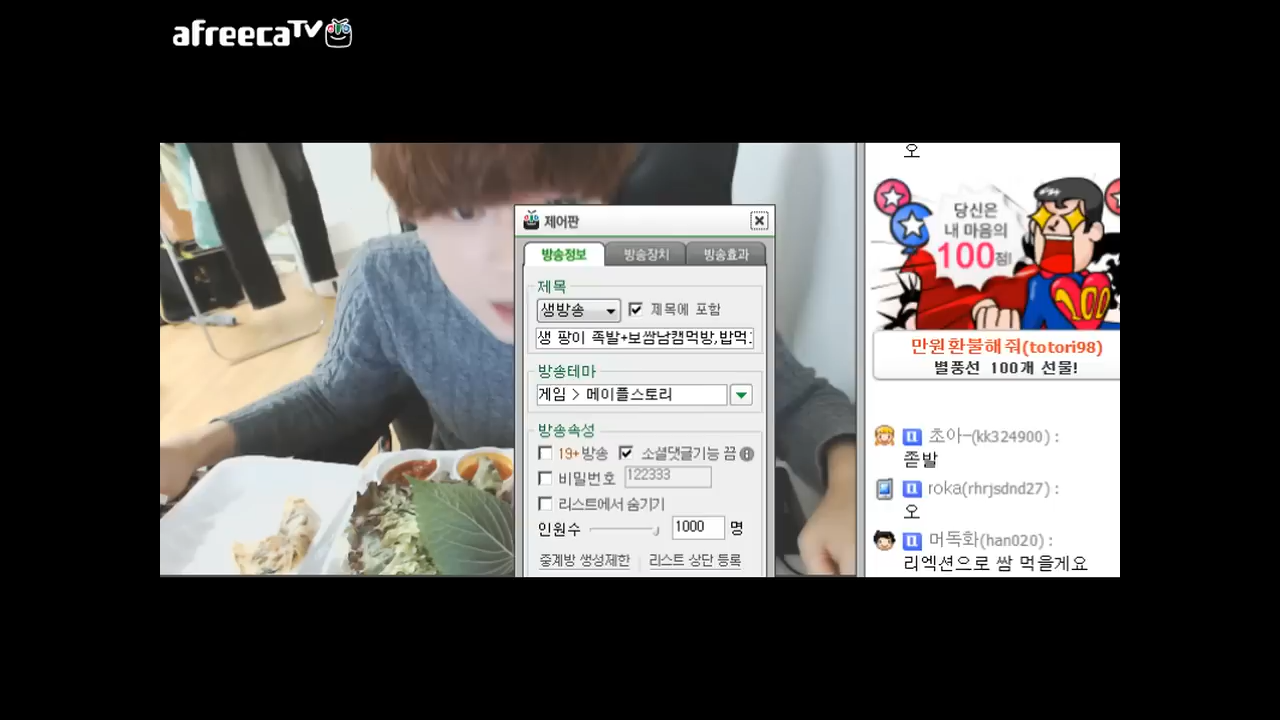 afreecaTV
제어판
방송정보 방송장치 방송효과
제목
생방송 제목에 포함
생 팡이 족발+보쌈남캠먹방,밥먹
방송테마
게임 > 메이플스토리
방송속성
19+방송 소셜댓글기능 끔
비밀번호 122333
리스트에서 숨기기
인원수 1000 명
중계방 생성제한 리스트 상단 등록
오
당신은
내 마음의
100점!
100
만원환불해줘(totori98)
별풍선 100개 선물!
초아~(kk324900) :
졷발
roka(rhrjsdnd27) :
오
머독화(han020) :
리엑션으로 쌈 먹을게요